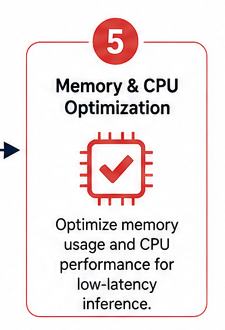 5
Memory & CPU
Optimization
Optimize memory
usage and CPU
performance for
low-latency
inference.